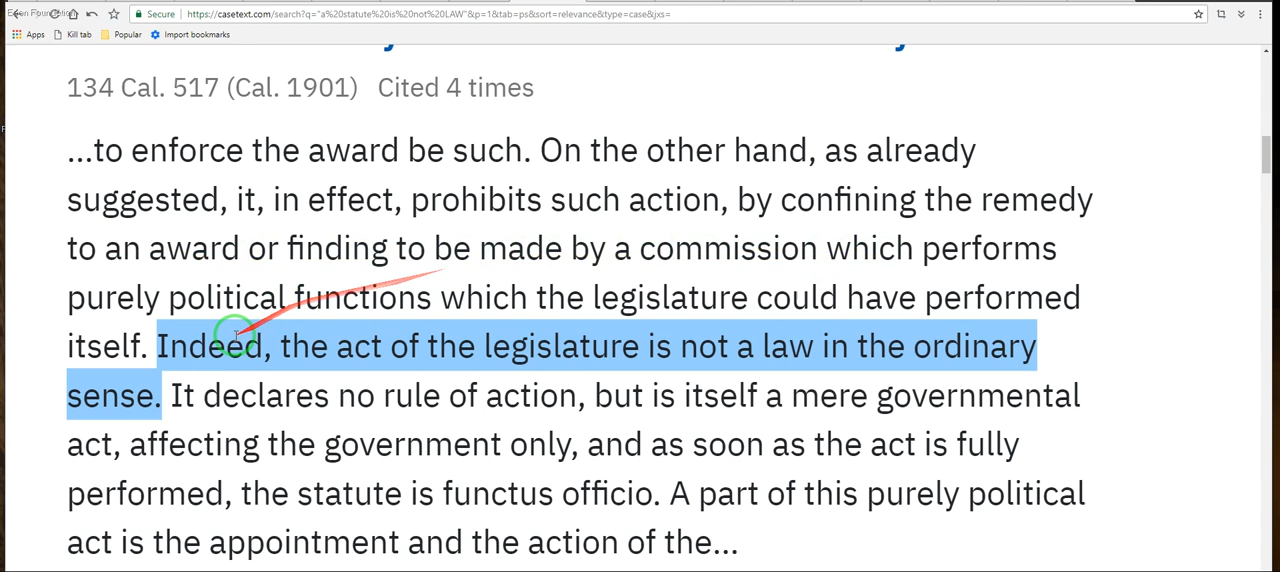 Secure https://casetext.com/search?q="a%20statute%20is%20not%20LAW"&p=1&tab=ps&sort=relevance&type=case&jxs=
Apps Kill tab Popular Import bookmarks
134 Cal. 517 (Cal. 1901) Cited 4 times
...to enforce the award be such. On the other hand, as already
suggested, it, in effect, prohibits such action, by confining the remedy
to an award or finding to be made by a commission which performs
purely political functions which the legislature could have performed
itself. Indeed, the act of the legislature is not a law in the ordinary
sense. It declares no rule of action, but is itself a mere governmental
act, affecting the government only, and as soon as the act is fully
performed, the statute is functus officio. A part of this purely political
act is the appointment and the action of the...